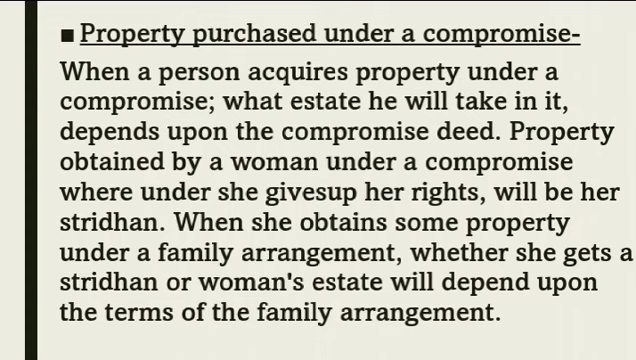 ■ Property purchased under a compromise-
When a person acquires property under a
compromise; what estate he will take in it,
depends upon the compromise deed. Property
obtained by a woman under a compromise
where under she givesup her rights, will be her
stridhan. When she obtains some property
under a family arrangement, whether she gets a
stridhan or woman's estate will depend upon
the terms of the family arrangement.